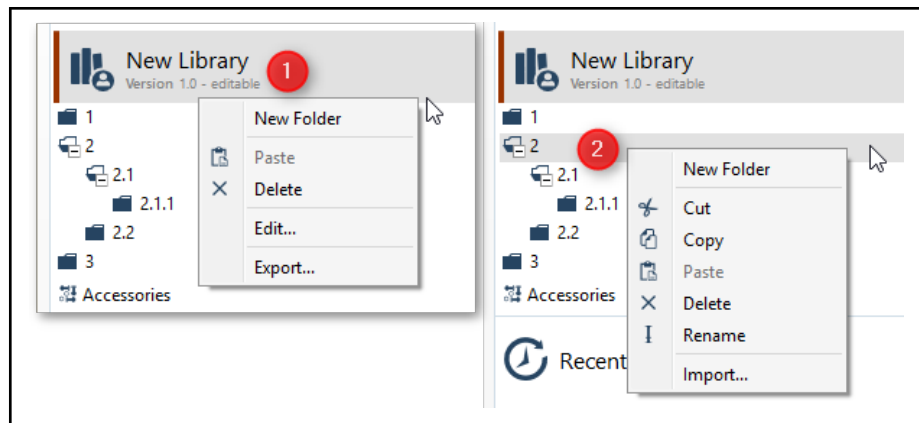 New Library
Version 1.0 - editable
1
1
2
2.1
2.1.1
2.2
3
Accessories
New Folder
Paste
Delete
Edit...
Export...
New Library
Version 1.0 - editable
1
2
2
2.1
2.1.1
2.2
3
Accessories
Recent
New Folder
Cut
Copy
Paste
Delete
Rename
Import...